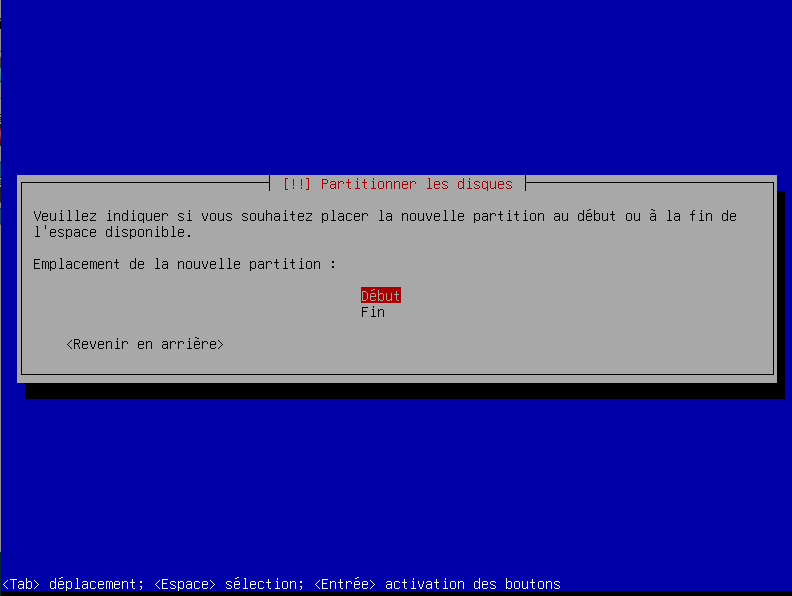 [!!] Partitionner les disques
Veuillez indiquer si vous souhaitez placer la nouvelle partition au début ou à la fin de
l'espace disponible.
Emplacement de la nouvelle partition :
Début
Fin
<Revenir en arrière>
<Tab> déplacement; <Espace> sélection; <Entrée> activation des boutons